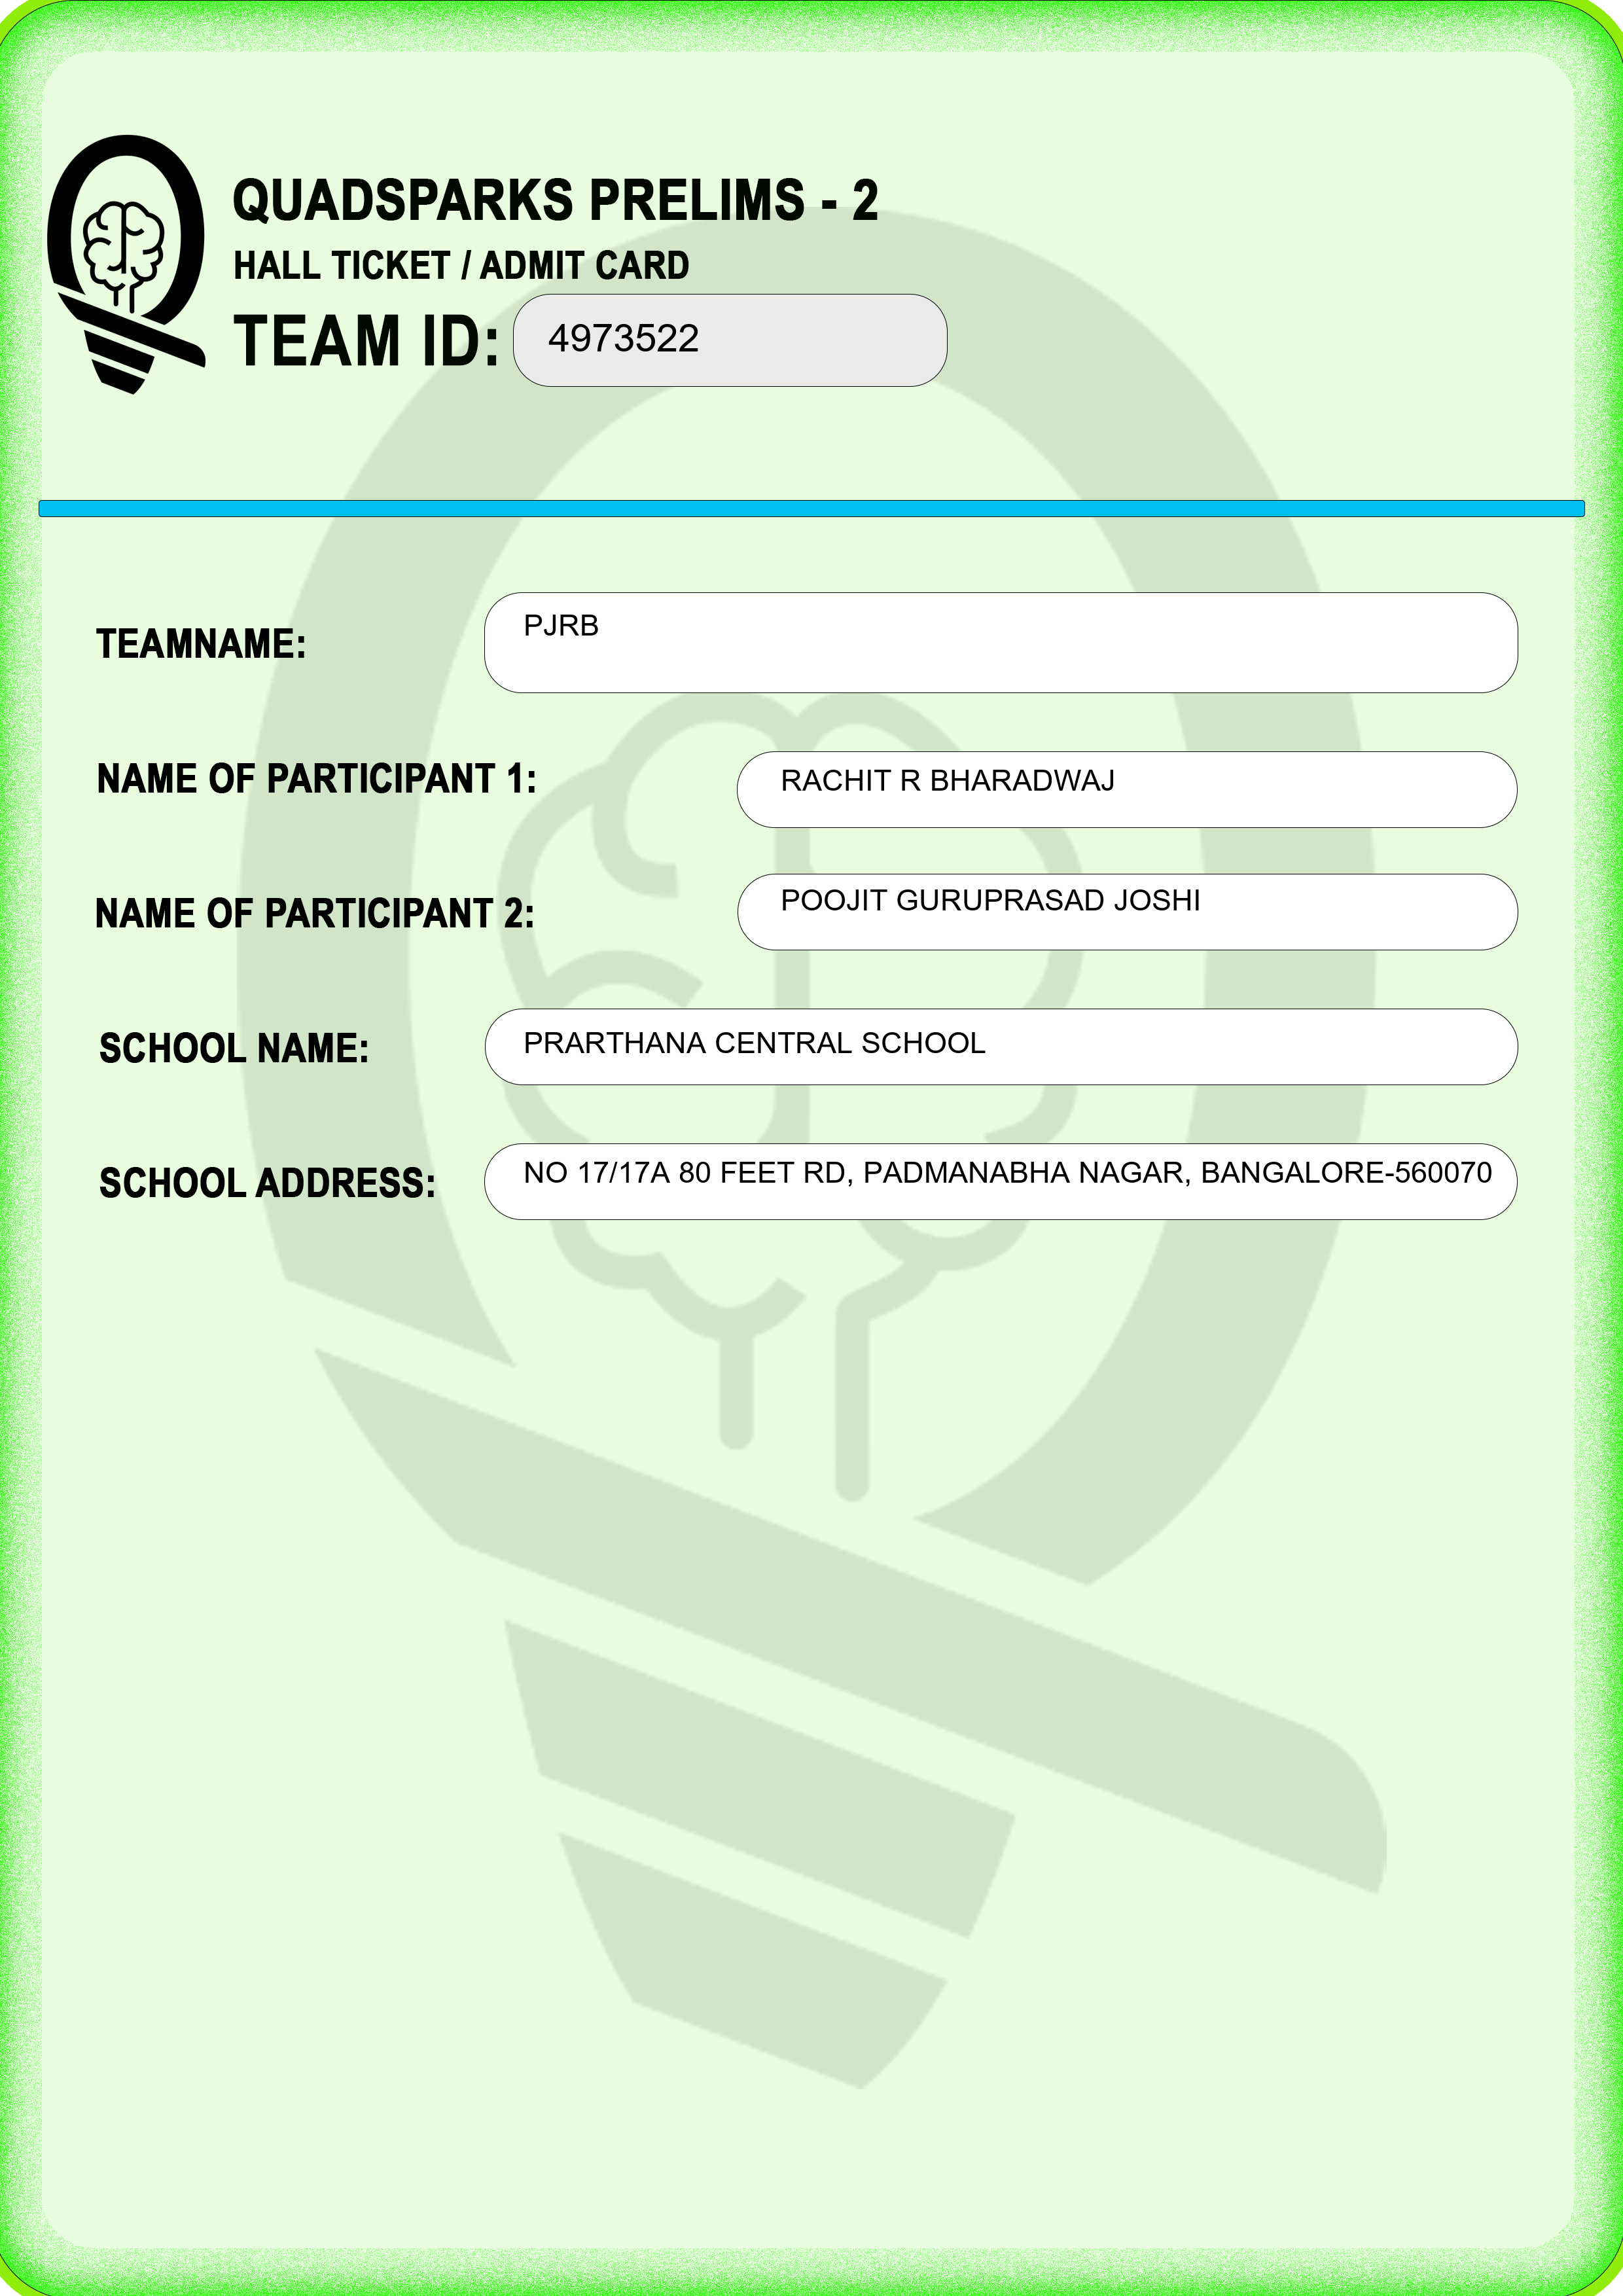 QUADSPARKS PRELIMS - 2
HALL TICKET / ADMIT CARD
TEAM ID: 4973522
TEAMNAME: PJRB
NAME OF PARTICIPANT 1: RACHIT R BHARADWAJ
NAME OF PARTICIPANT 2: POOJIT GURUPRASAD JOSHI
SCHOOL NAME: PRARTHANA CENTRAL SCHOOL
SCHOOL ADDRESS: NO 17/17A 80 FEET RD, PADMANABHA NAGAR, BANGALORE-560070